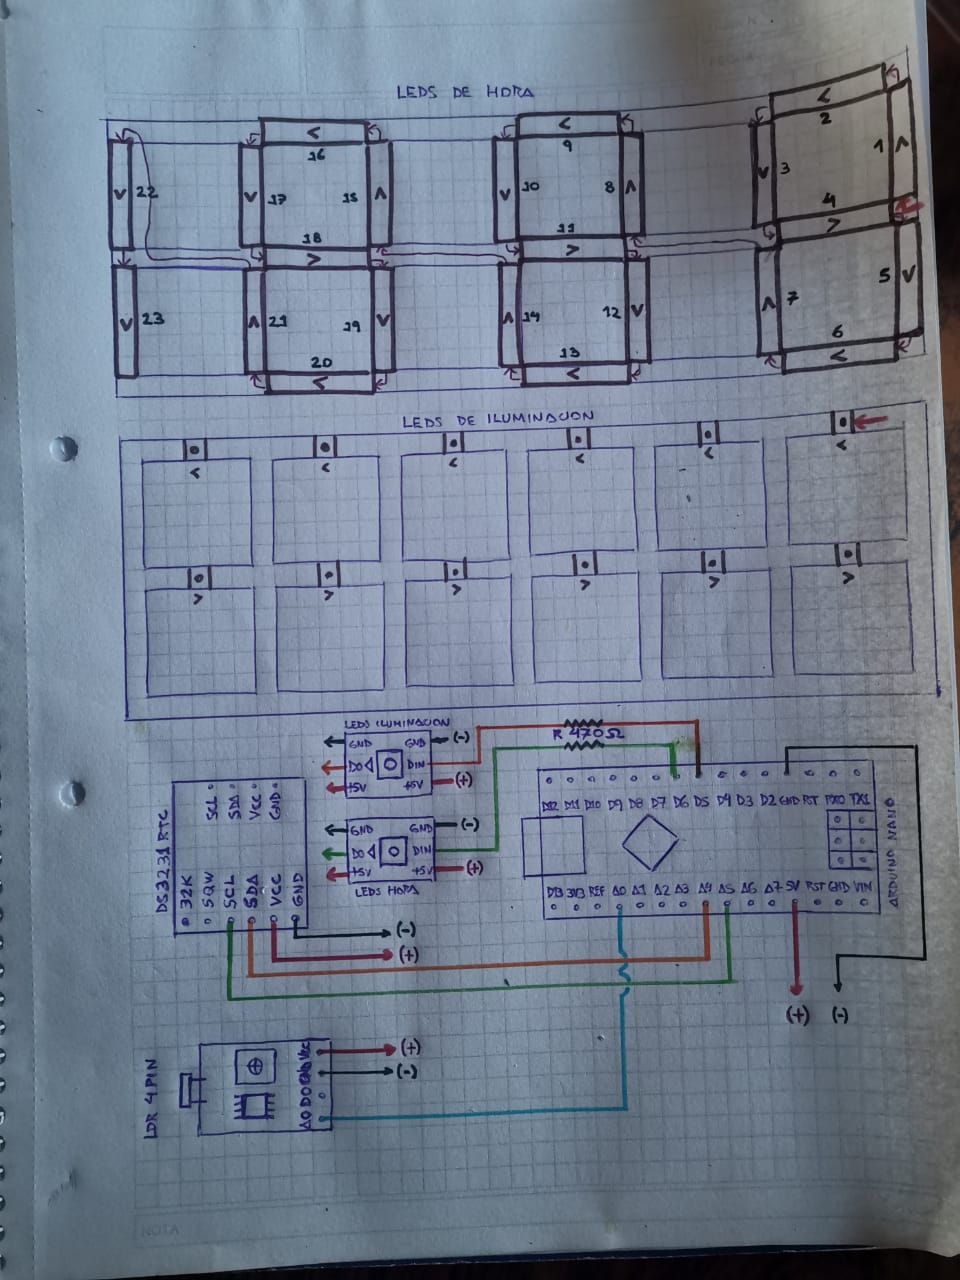 LEDS DE HORA
< < < 2
16 9 1 ʌ
22 17 15 10 8 3
18 11 4
23 21 19 14 12 7 5
20 13 6
LEDS DE ILUMINACION
LEDS ILUMINACION
GND GND (-)
DO DIN
+5V +5V (+)
R 470Ω
GND GND (-)
DO DIN
+5V +5V (+)
LEDS HORA
DS3231 RTC
SCL SDA VCC GND
32K SQW SCL SDA VCC GND
(-)
(+)
D12 D11 D10 D9 D8 D7 D6 D5 D4 D3 D2 GND RST RX0 TX1
ARDUINO NANO
D13 3V3 REF A0 A1 A2 A3 A4 A5 A6 A7 5V RST GND VIN
(+) (-)
LDR 4 PIN
AO DO GND VCC
(+)
(-)
NOTA